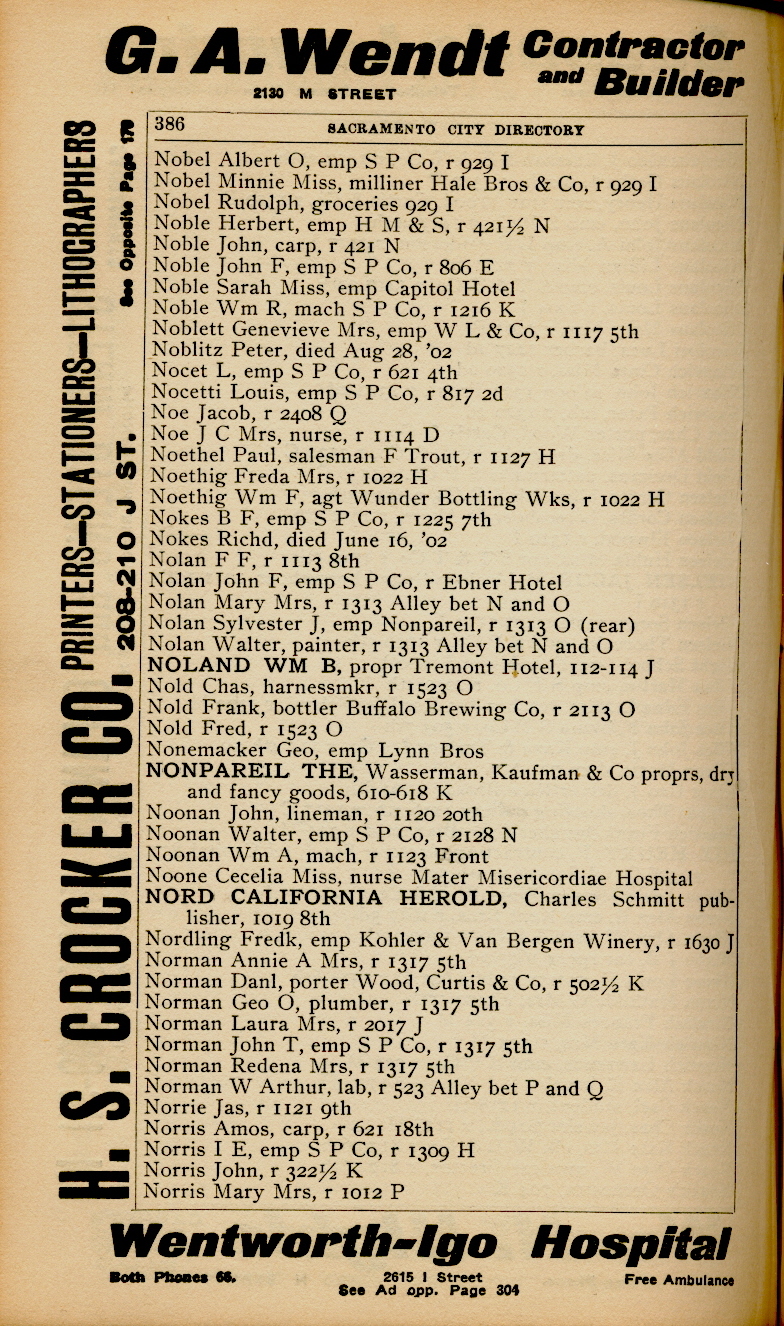 G. A. Wendt Contractor and Builder
2130 M STREET
H. S. CROCKER CO. PRINTERS—STATIONERS—LITHOGRAPHERS
208-210 J ST. See Opposite Page 176
386 SACRAMENTO CITY DIRECTORY
Nobel Albert O, emp S P Co, r 929 I
Nobel Minnie Miss, milliner Hale Bros & Co, r 929 I
Nobel Rudolph, groceries 929 I
Noble Herbert, emp H M & S, r 421½ N
Noble John, carp, r 421 N
Noble John F, emp S P Co, r 806 E
Noble Sarah Miss, emp Capitol Hotel
Noble Wm R, mach S P Co, r 1216 K
Noblett Genevieve Mrs, emp W L & Co, r 1117 5th
Noblitz Peter, died Aug 28, '02
Nocet L, emp S P Co, r 621 4th
Nocetti Louis, emp S P Co, r 817 2d
Noe Jacob, r 2408 Q
Noe J C Mrs, nurse, r 1114 D
Noethel Paul, salesman F Trout, r 1127 H
Noethig Freda Mrs, r 1022 H
Noethig Wm F, agt Wunder Bottling Wks, r 1022 H
Nokes B F, emp S P Co, r 1225 7th
Nokes Richd, died June 16, '02
Nolan F F, r 1113 8th
Nolan John F, emp S P Co, r Ebner Hotel
Nolan Mary Mrs, r 1313 Alley bet N and O
Nolan Sylvester J, emp Nonpareil, r 1313 O (rear)
Nolan Walter, painter, r 1313 Alley bet N and O
NOLAND WM B, propr Tremont Hotel, 112-114 J
Nold Chas, harnessmkr, r 1523 O
Nold Frank, bottler Buffalo Brewing Co, r 2113 O
Nold Fred, r 1523 O
Nonemacker Geo, emp Lynn Bros
NONPAREIL THE, Wasserman, Kaufman & Co proprs, dry
and fancy goods, 610-618 K
Noonan John, lineman, r 1120 20th
Noonan Walter, emp S P Co, r 2128 N
Noonan Wm A, mach, r 1123 Front
Noone Cecelia Miss, nurse Mater Misericordiae Hospital
NORD CALIFORNIA HEROLD, Charles Schmitt pub-
lisher, 1019 8th
Nordling Fredk, emp Kohler & Van Bergen Winery, r 1630 J
Norman Annie A Mrs, r 1317 5th
Norman Danl, porter Wood, Curtis & Co, r 502½ K
Norman Geo O, plumber, r 1317 5th
Norman Laura Mrs, r 2017 J
Norman John T, emp S P Co, r 1317 5th
Norman Redena Mrs, r 1317 5th
Norman W Arthur, lab, r 523 Alley bet P and Q
Norrie Jas, r 1121 9th
Norris Amos, carp, r 621 18th
Norris I E, emp S P Co, r 1309 H
Norris John, r 322½ K
Norris Mary Mrs, r 1012 P
Wentworth-Igo Hospital
Both Phones 66. 2615 I Street Free Ambulance
See Ad opp. Page 304